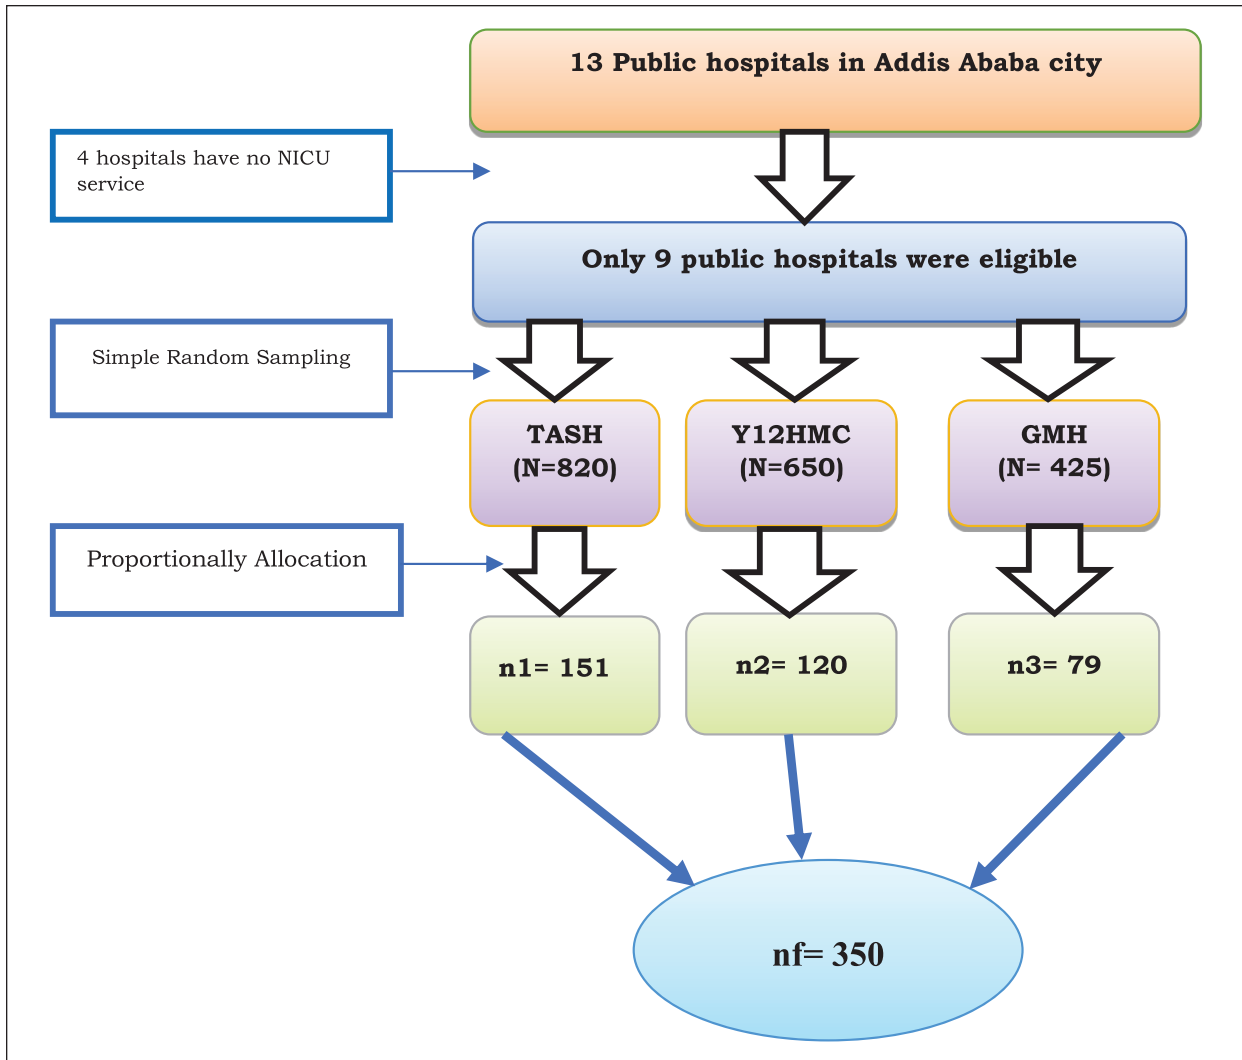 13 Public hospitals in Addis Ababa city
4 hospitals have no NICU
service
Only 9 public hospitals were eligible
Simple Random Sampling
TASH
(N=820)
Y12HMC
(N=650)
GMH
(N= 425)
Proportionally Allocation
n1= 151
n2= 120
n3= 79
nf= 350